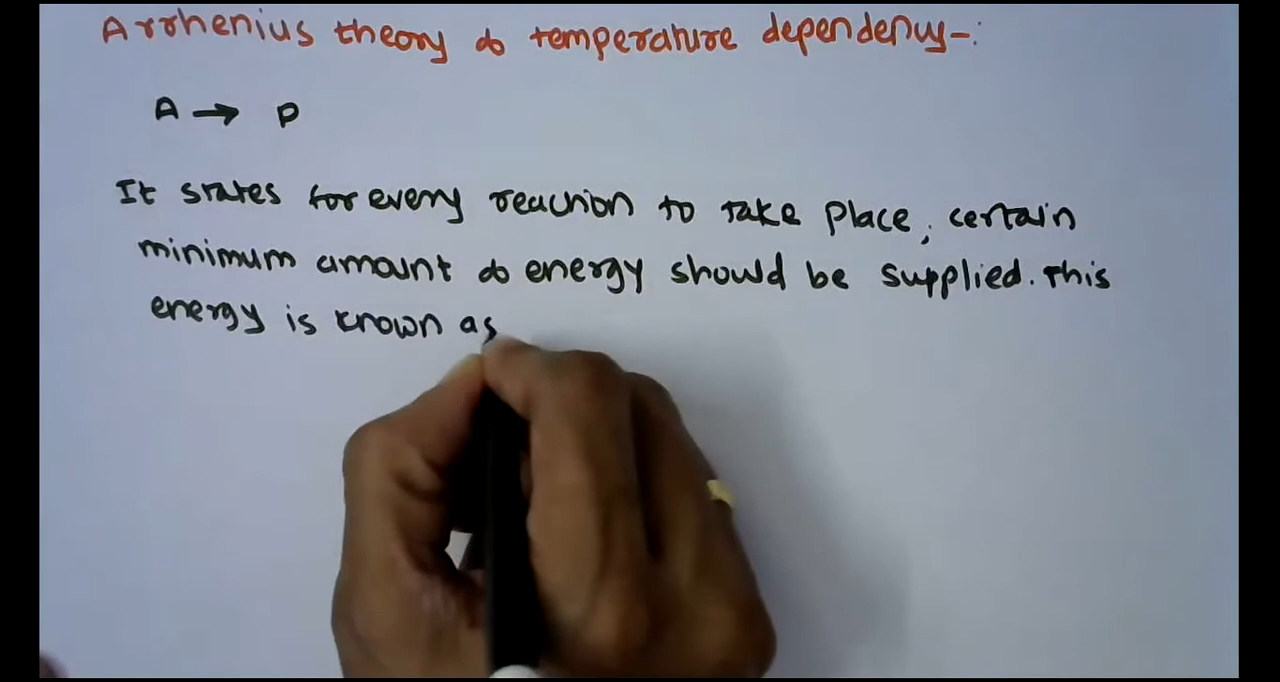 Arrhenius theory of temperature dependency-:
A → P
It states for every reaction to take place, certain
minimum amount of energy should be supplied. This
energy is known as